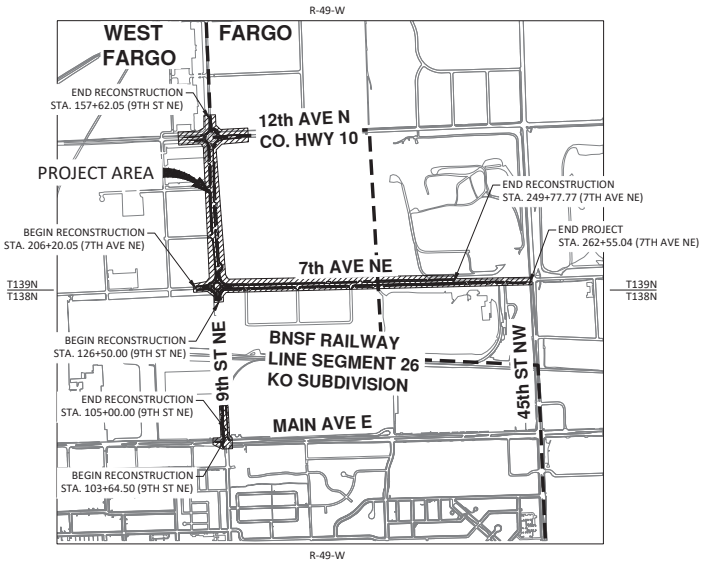 R-49-W
WEST
FARGO
FARGO
END RECONSTRUCTION
STA. 157+62.05 (9TH ST NE)
12th AVE N
CO. HWY 10
PROJECT AREA
END RECONSTRUCTION
STA. 249+77.77 (7TH AVE NE)
BEGIN RECONSTRUCTION
STA. 206+20.05 (7TH AVE NE)
END PROJECT
STA. 262+55.04 (7TH AVE NE)
7th AVE NE
T139N
T138N
T139N
T138N
BEGIN RECONSTRUCTION
STA. 126+50.00 (9TH ST NE)
9th ST NE
BNSF RAILWAY
LINE SEGMENT 26
KO SUBDIVISION
45th ST NW
END RECONSTRUCTION
STA. 105+00.00 (9TH ST NE)
MAIN AVE E
BEGIN RECONSTRUCTION
STA. 103+64.50 (9TH ST NE)
R-49-W